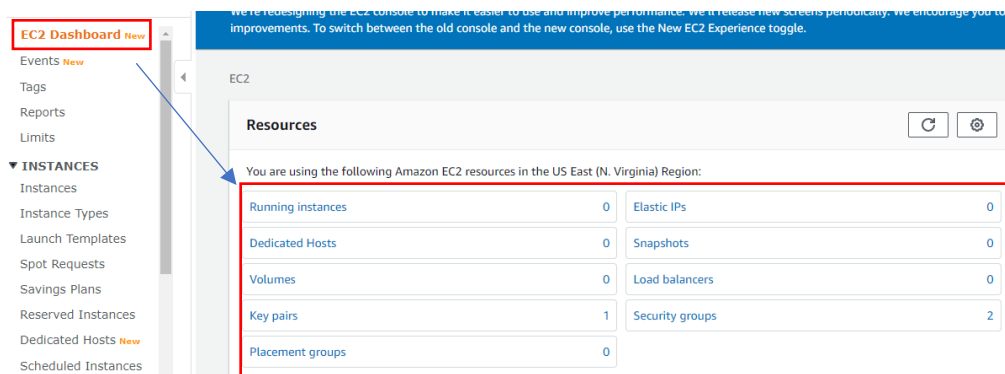 We're redesigning the EC2 console to make it easier to use and improve performance. We'll release new screens periodically. We encourage you to
improvements. To switch between the old console and the new console, use the New EC2 Experience toggle.
EC2 Dashboard New
Events New
Tags
Reports
Limits
▼ INSTANCES
Instances
Instance Types
Launch Templates
Spot Requests
Savings Plans
Reserved Instances
Dedicated Hosts New
Scheduled Instances
EC2
Resources
You are using the following Amazon EC2 resources in the US East (N. Virginia) Region:
Running instances 0 Elastic IPs 0
Dedicated Hosts 0 Snapshots 0
Volumes 0 Load balancers 0
Key pairs 1 Security groups 2
Placement groups 0